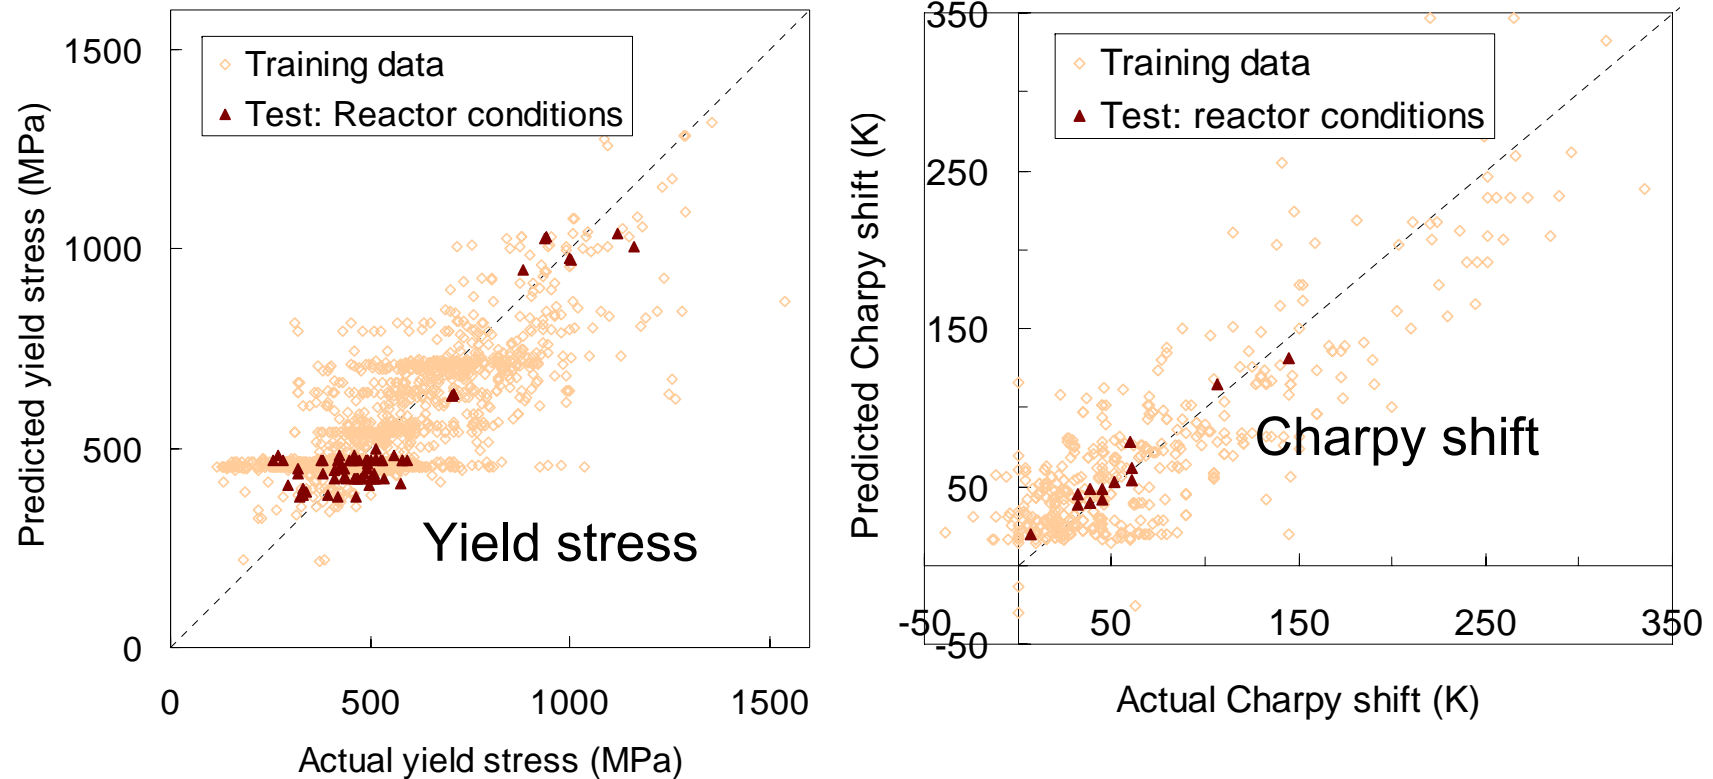 Predicted yield stress (MPa)
1500
1000
500
0
Training data
Test: Reactor conditions
Yield stress
0
500
1000
1500
Actual yield stress (MPa)
Predicted Charpy shift (K)
350
250
150
50
-50
Training data
Test: reactor conditions
Charpy shift
-50
50
150
250
350
Actual Charpy shift (K)